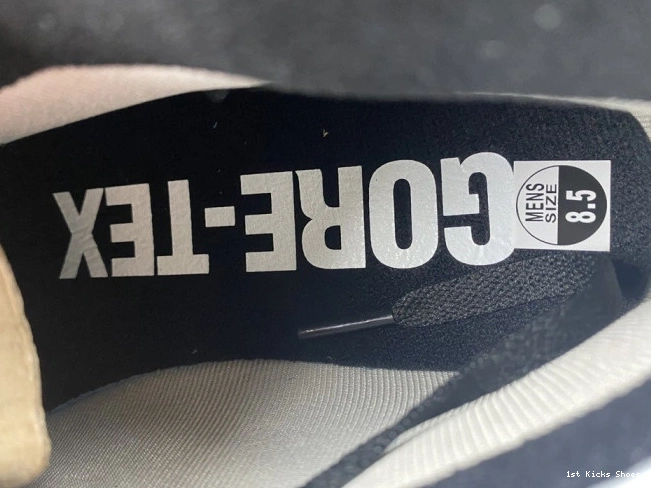 GORE-TEX
MENS
SIZE
8.5
1st Kicks Shoes